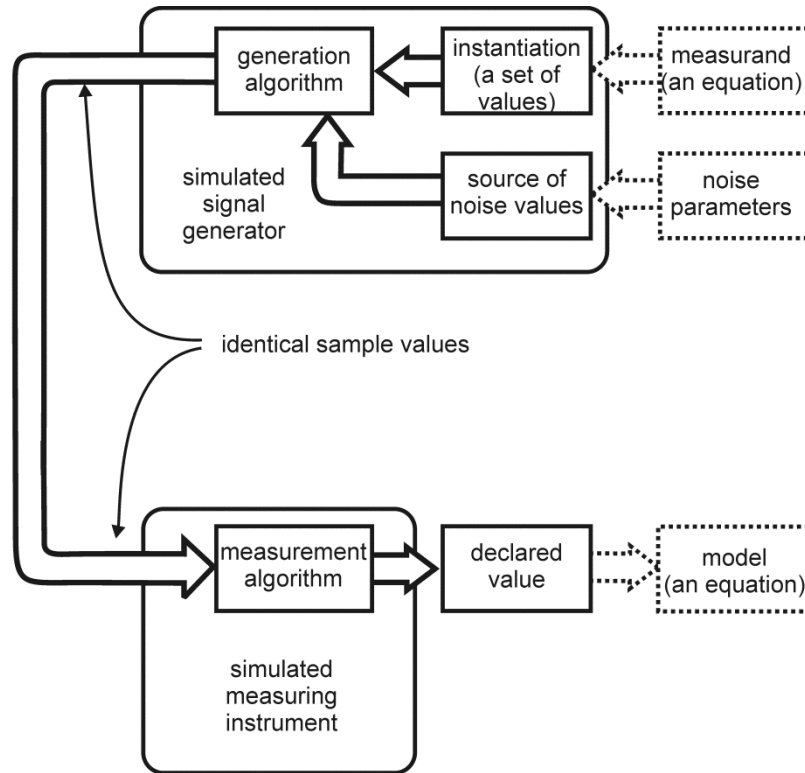 generation
algorithm
instantiation
(a set of
values)
measurand
(an equation)
simulated
signal
generator
source of
noise values
noise
parameters
identical sample values
measurement
algorithm
declared
value
model
(an equation)
simulated
measuring
instrument